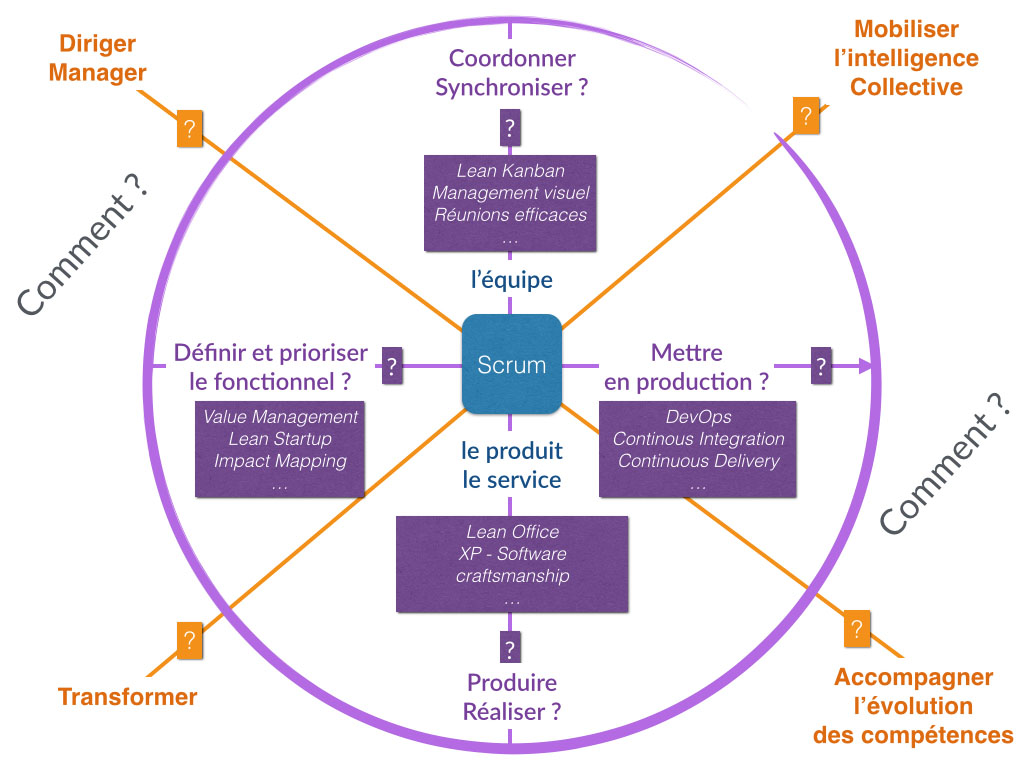 Diriger
Manager
?
Coordonner
Synchroniser ?
?
Mobiliser
l'intelligence
Collective
?
Comment ?
Lean Kanban
Management visuel
Réunions efficaces
...
l'équipe
Scrum
Définir et prioriser
le fonctionnel ?
?
Value Management
Lean Startup
Impact Mapping
...
Mettre
en production ?
?
DevOps
Continous Integration
Continuous Delivery
...
Comment ?
le produit
le service
Lean Office
XP - Software
craftsmanship
...
?
Produire
Réaliser ?
?
Transformer
?
Accompagner
l'évolution
des compétences